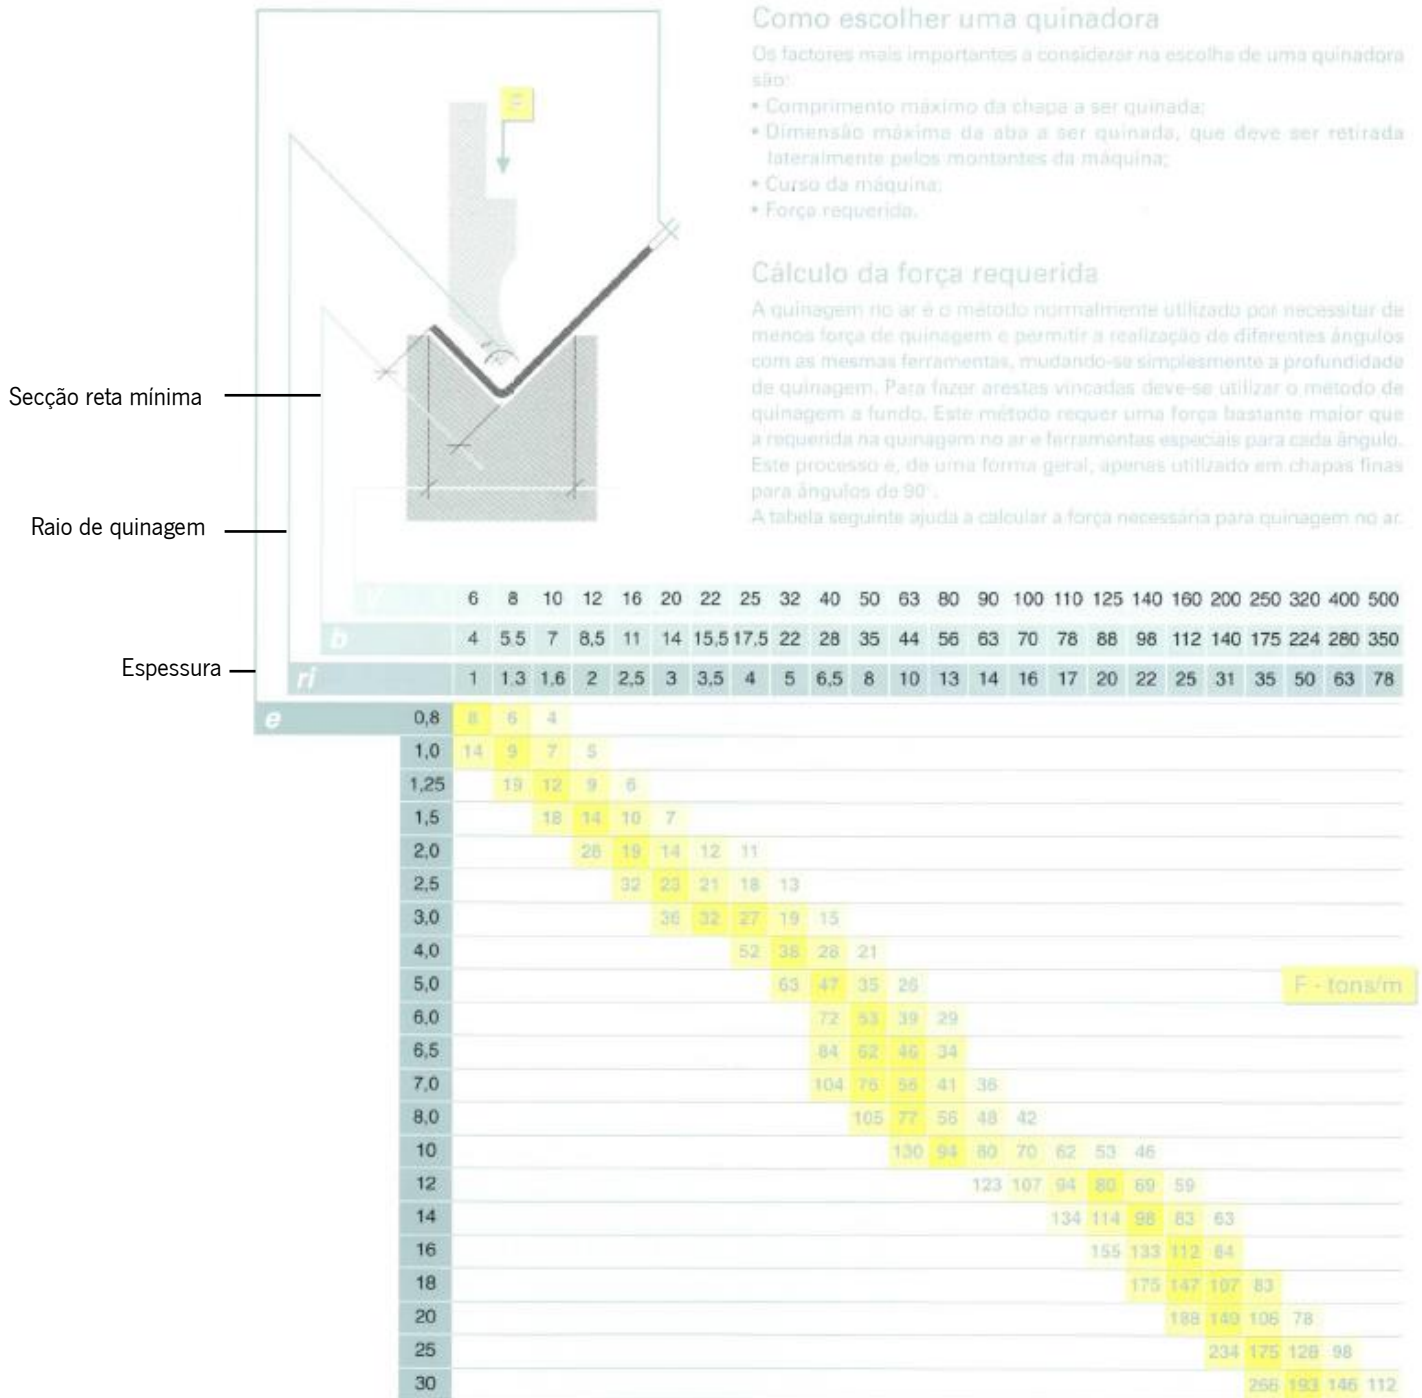 Como escolher uma quinadora
Os factores mais importantes a considerar na escolha de uma quinadora
são:
• Comprimento máximo da chapa a ser quinada;
• Dimensão máxima da aba a ser quinada, que deve ser retirada
lateralmente pelos montantes da máquina;
• Curso da máquina;
• Força requerida.
Cálculo da força requerida
A quinagem no ar é o método normalmente utilizado por necessitar de
menos força de quinagem e permitir a realização de diferentes ângulos
com as mesmas ferramentas, mudando-se simplesmente a profundidade
de quinagem. Para fazer arestas vincadas deve-se utilizar o método de
quinagem a fundo. Este método requer uma força bastante maior que
a requerida na quinagem no ar e ferramentas especiais para cada ângulo.
Este processo é, de uma forma geral, apenas utilizado em chapas finas
para ângulos de 90°.
A tabela seguinte ajuda a calcular a força necessária para quinagem no ar.
Secção reta mínima
Raio de quinagem
Espessura
6 8 10 12 16 20 22 25 32 40 50 63 80 90 100 110 125 140 160 200 250 320 400 500
b 4 5.5 7 8,5 11 14 15,5 17,5 22 28 35 44 56 63 70 78 88 98 112 140 175 224 280 350
ri 1 1.3 1,6 2 2,5 3 3,5 4 5 6,5 8 10 13 14 16 17 20 22 25 31 35 50 63 78
e 0,8 8 6 4
1,0 14 9 7 5
1,25 19 12 9 6
1,5 18 14 10 7
2,0 26 19 14 12 11
2,5 32 23 21 18 13
3,0 36 32 27 19 15
4,0 52 38 28 21
5,0 63 47 35 26
F - tons/m
6,0 72 53 39 29
6,5 84 62 46 34
7,0 104 76 56 41 36
8,0 105 77 56 48 42
10 130 94 80 70 62 53 46
12 123 107 94 80 69 59
14 134 114 98 83 63
16 155 133 112 84
18 175 147 107 83
20 188 140 106 78
25 234 175 128 98
30 266 193 146 112